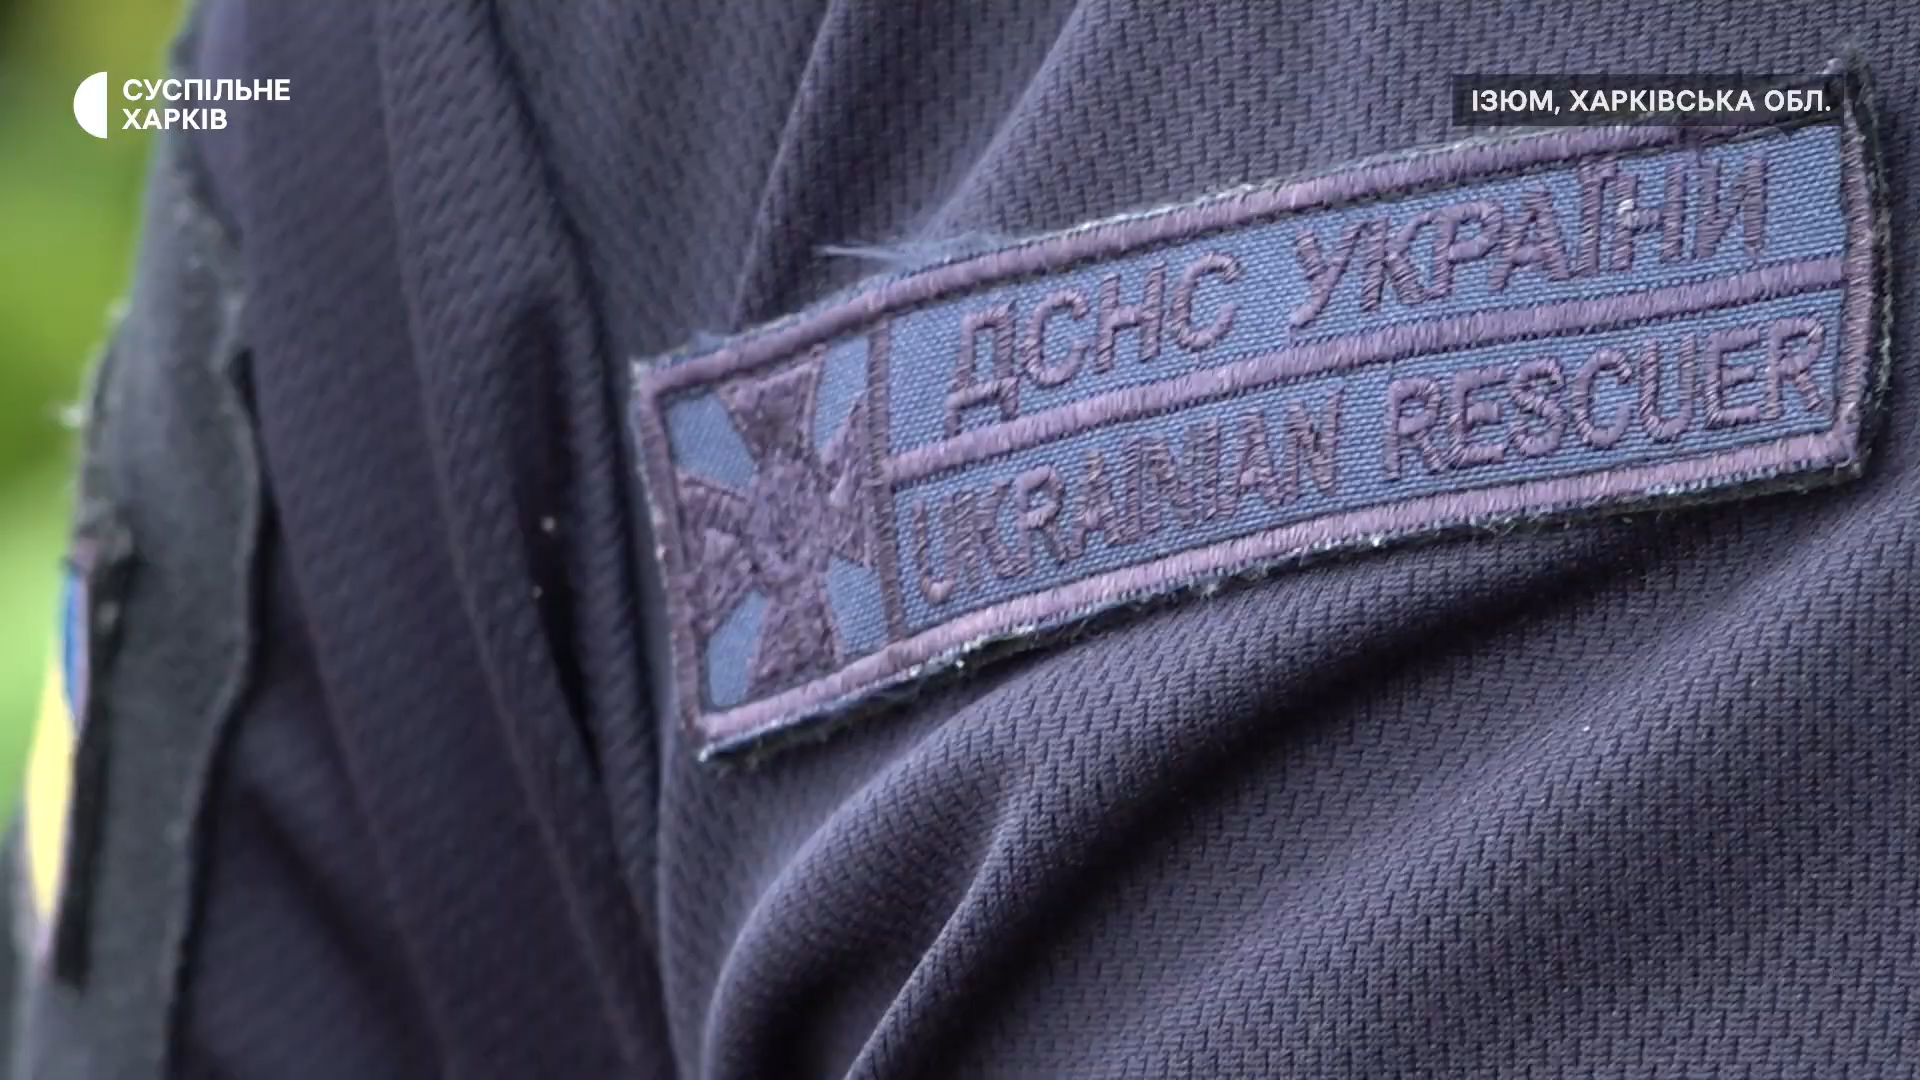 СУСПІЛЬНЕ
ХАРКІВ
ІЗЮМ, ХАРКІВСЬКА ОБЛ.
ДСНС УКРАЇНИ
UKRAINIAN RESCUER